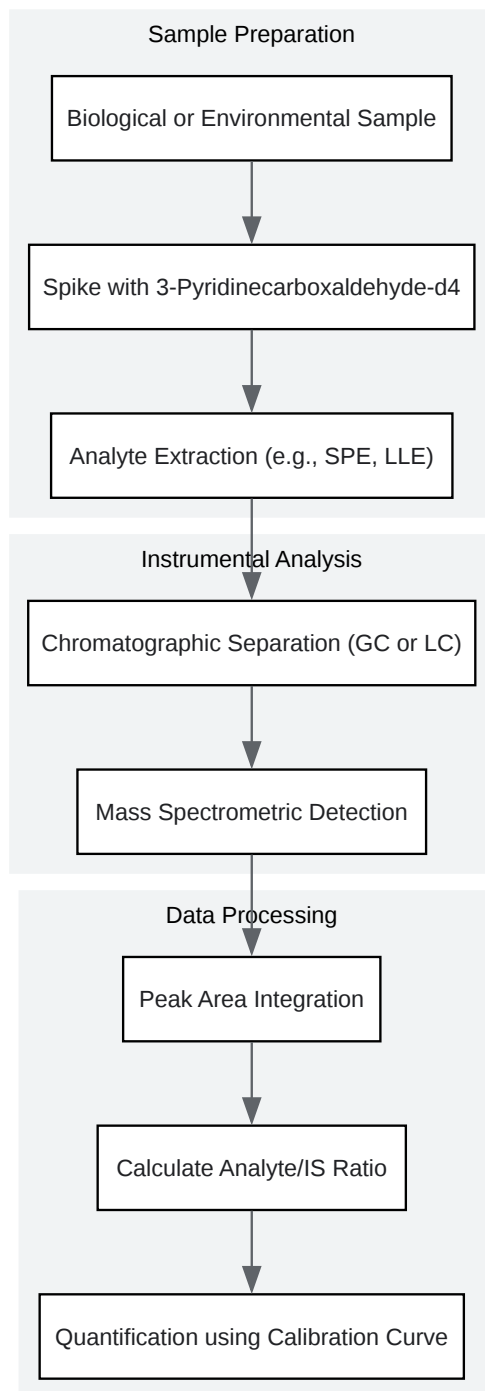 Sample Preparation
Biological or Environmental Sample
Spike with 3-Pyridinecarboxaldehyde-d4
Analyte Extraction (e.g., SPE, LLE)
Instrumental Analysis
Chromatographic Separation (GC or LC)
Mass Spectrometric Detection
Data Processing
Peak Area Integration
Calculate Analyte/IS Ratio
Quantification using Calibration Curve